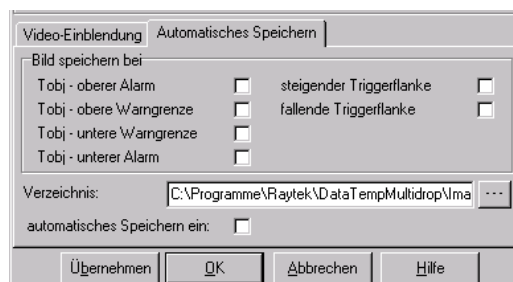 Video-Einblendung Automatisches Speichern
Bild speichern bei
Tobj - oberer Alarm steigender Triggerflanke
Tobj - obere Warngrenze fallende Triggerflanke
Tobj - untere Warngrenze
Tobj - unterer Alarm
Verzeichnis: C:\Programme\Raytek\DataTempMultidrop\Ima ...
automatisches Speichern ein:
Übernehmen OK Abbrechen Hilfe